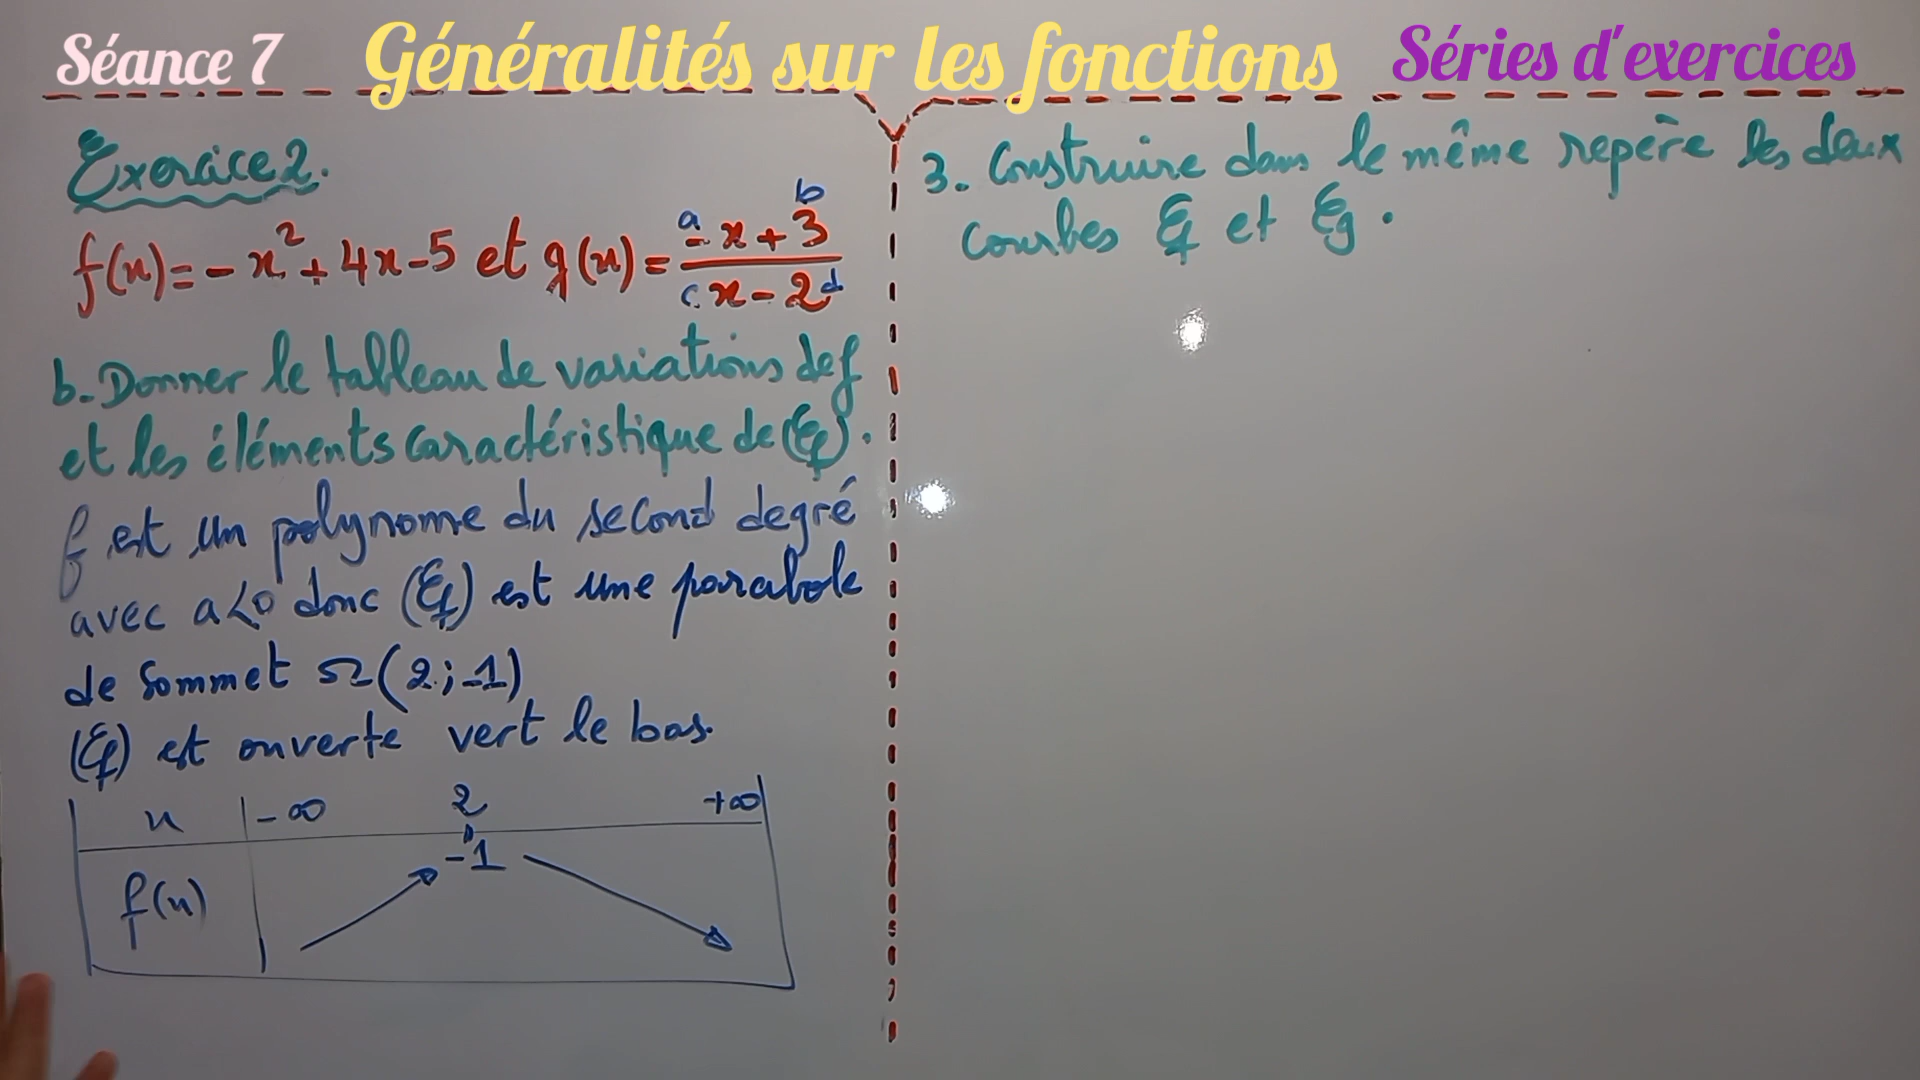 Séance 7 Généralités sur les fonctions Séries d'exercices
Exercice 2.
f(x) = - x² + 4x - 5 et g(x) = (- x + 3)/(x - 2)
a b
c d
b. Donner le tableau de variations de f
et les éléments caractéristique de (𝒞f).
f est un polynome du second degré
avec a<0 donc (𝒞f) est une parabole
de sommet Ω(2 ; -1)
(𝒞f) est ouverte vert le bas.
x -∞ 2 +∞
f(x) -1
3. Construire dans le même repère les deux
courbes 𝒞f et 𝒞g.